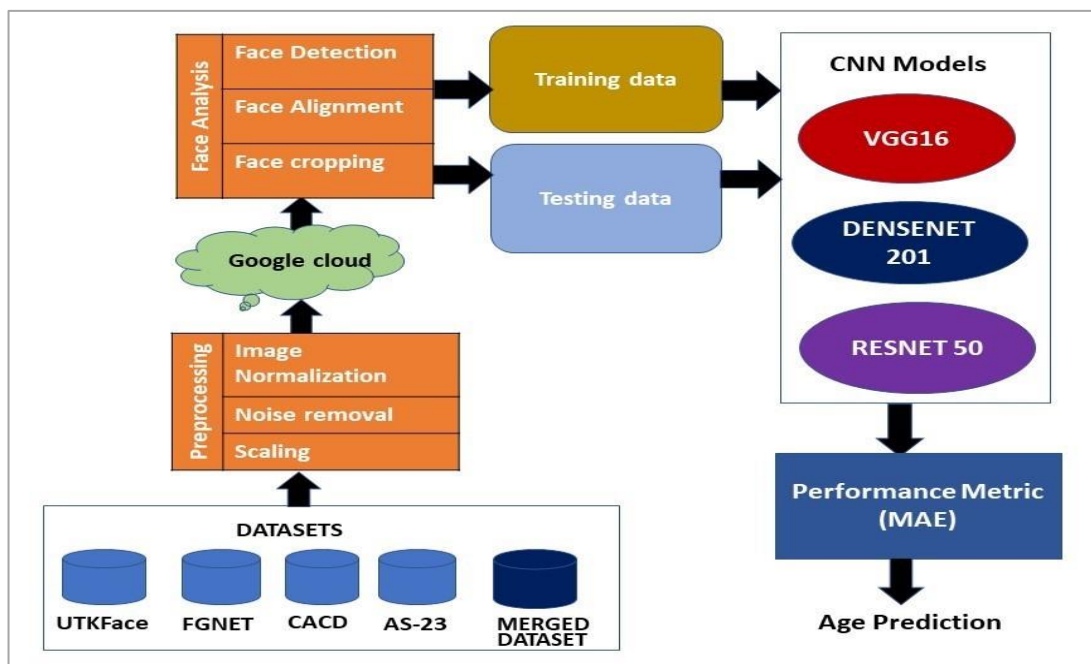 Face Analysis
Face Detection
Face Alignment
Face cropping
Training data
Testing data
CNN Models
VGG16
DENSENET
201
RESNET 50
Google cloud
Preprocessing
Image
Normalization
Noise removal
Scaling
Performance Metric
(MAE)
DATASETS
UTKFace
FGNET
CACD
AS-23
MERGED
DATASET
Age Prediction